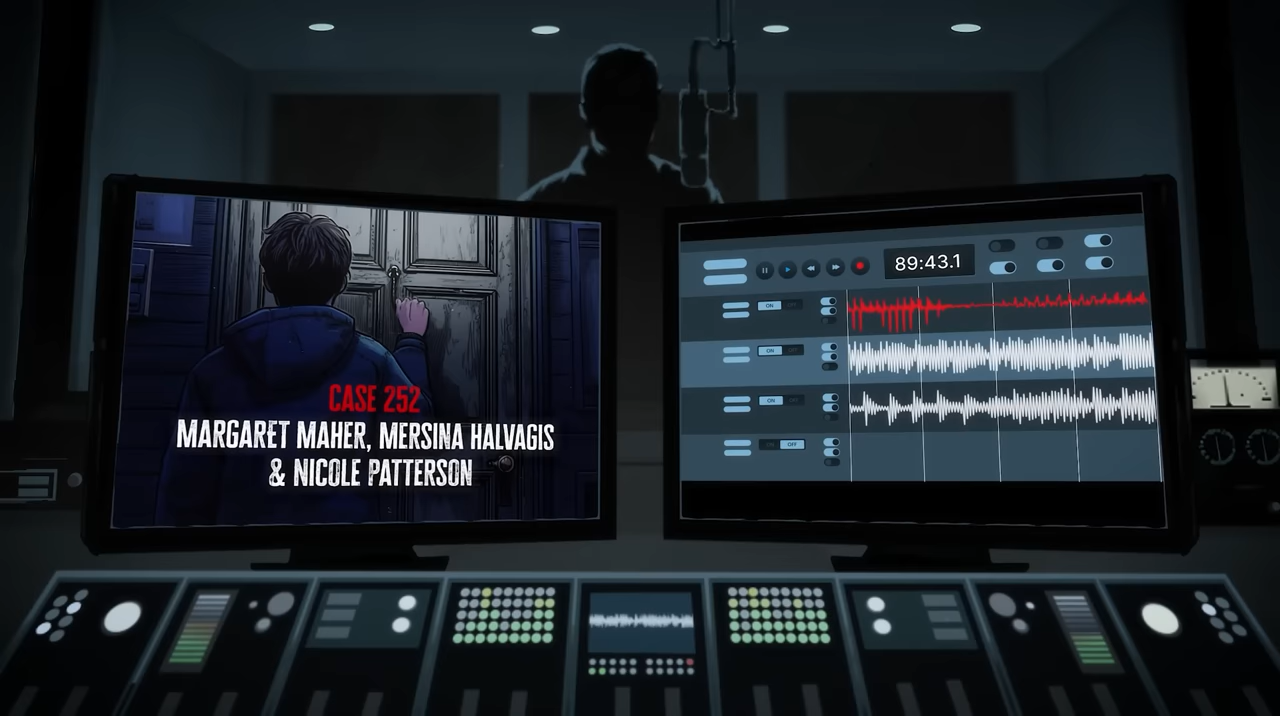 CASE 252
MARGARET MAHER, MERSINA HALVAGIS
& NICOLE PATTERSON
89:43.1
ON
ON
ON
OFF